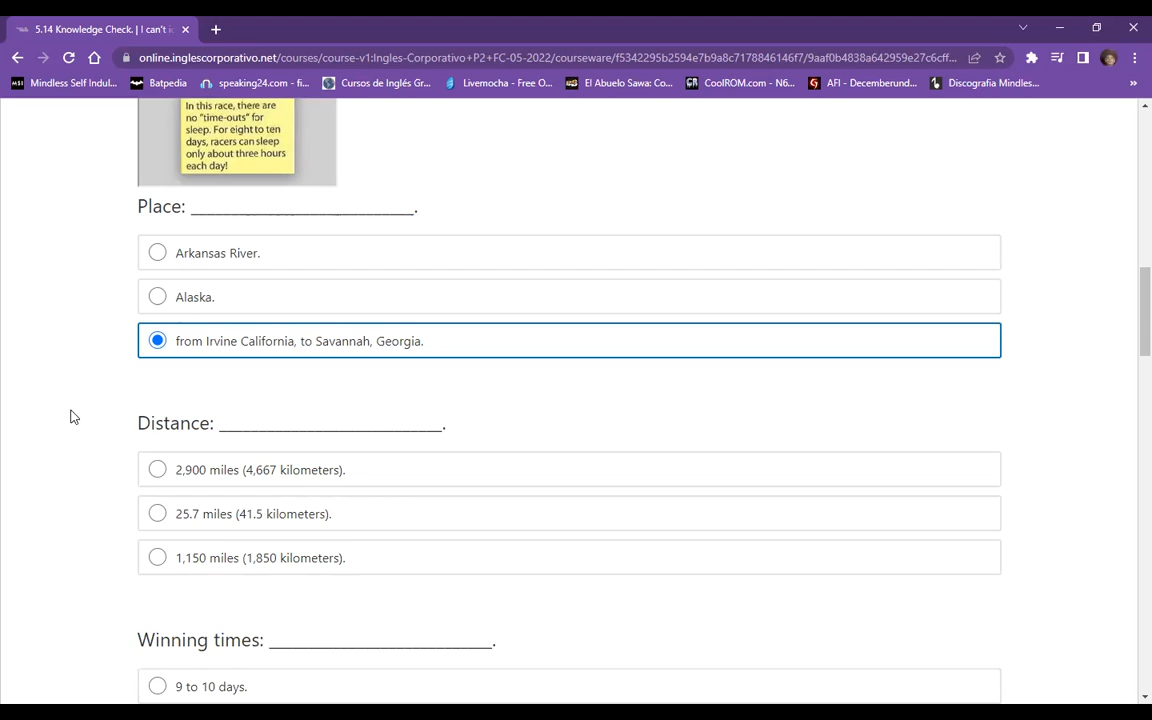 5.14 Knowledge Check. | I can't i
online.inglescorporativo.net/courses/course-v1:Ingles-Corporativo+P2+FC-05-2022/courseware/f5342295b2594e7b9a8c7178846146f7/9aaf0b4838a642959e27c6cff...
Mindless Self Indul... Batpedia speaking24.com - fi... Cursos de Inglés Gr... Livemocha - Free O... El Abuelo Sawa: Co... CoolROM.com - N6... AFI - Decemberund... Discografia Mindles... »
In this race, there are
no "time-outs" for
sleep. For eight to ten
days, racers can sleep
only about three hours
each day!
Place: ___________________________.
Arkansas River.
Alaska.
from Irvine California, to Savannah, Georgia.
Distance: ___________________________.
2,900 miles (4,667 kilometers).
25.7 miles (41.5 kilometers).
1,150 miles (1,850 kilometers).
Winning times: ___________________________.
9 to 10 days.